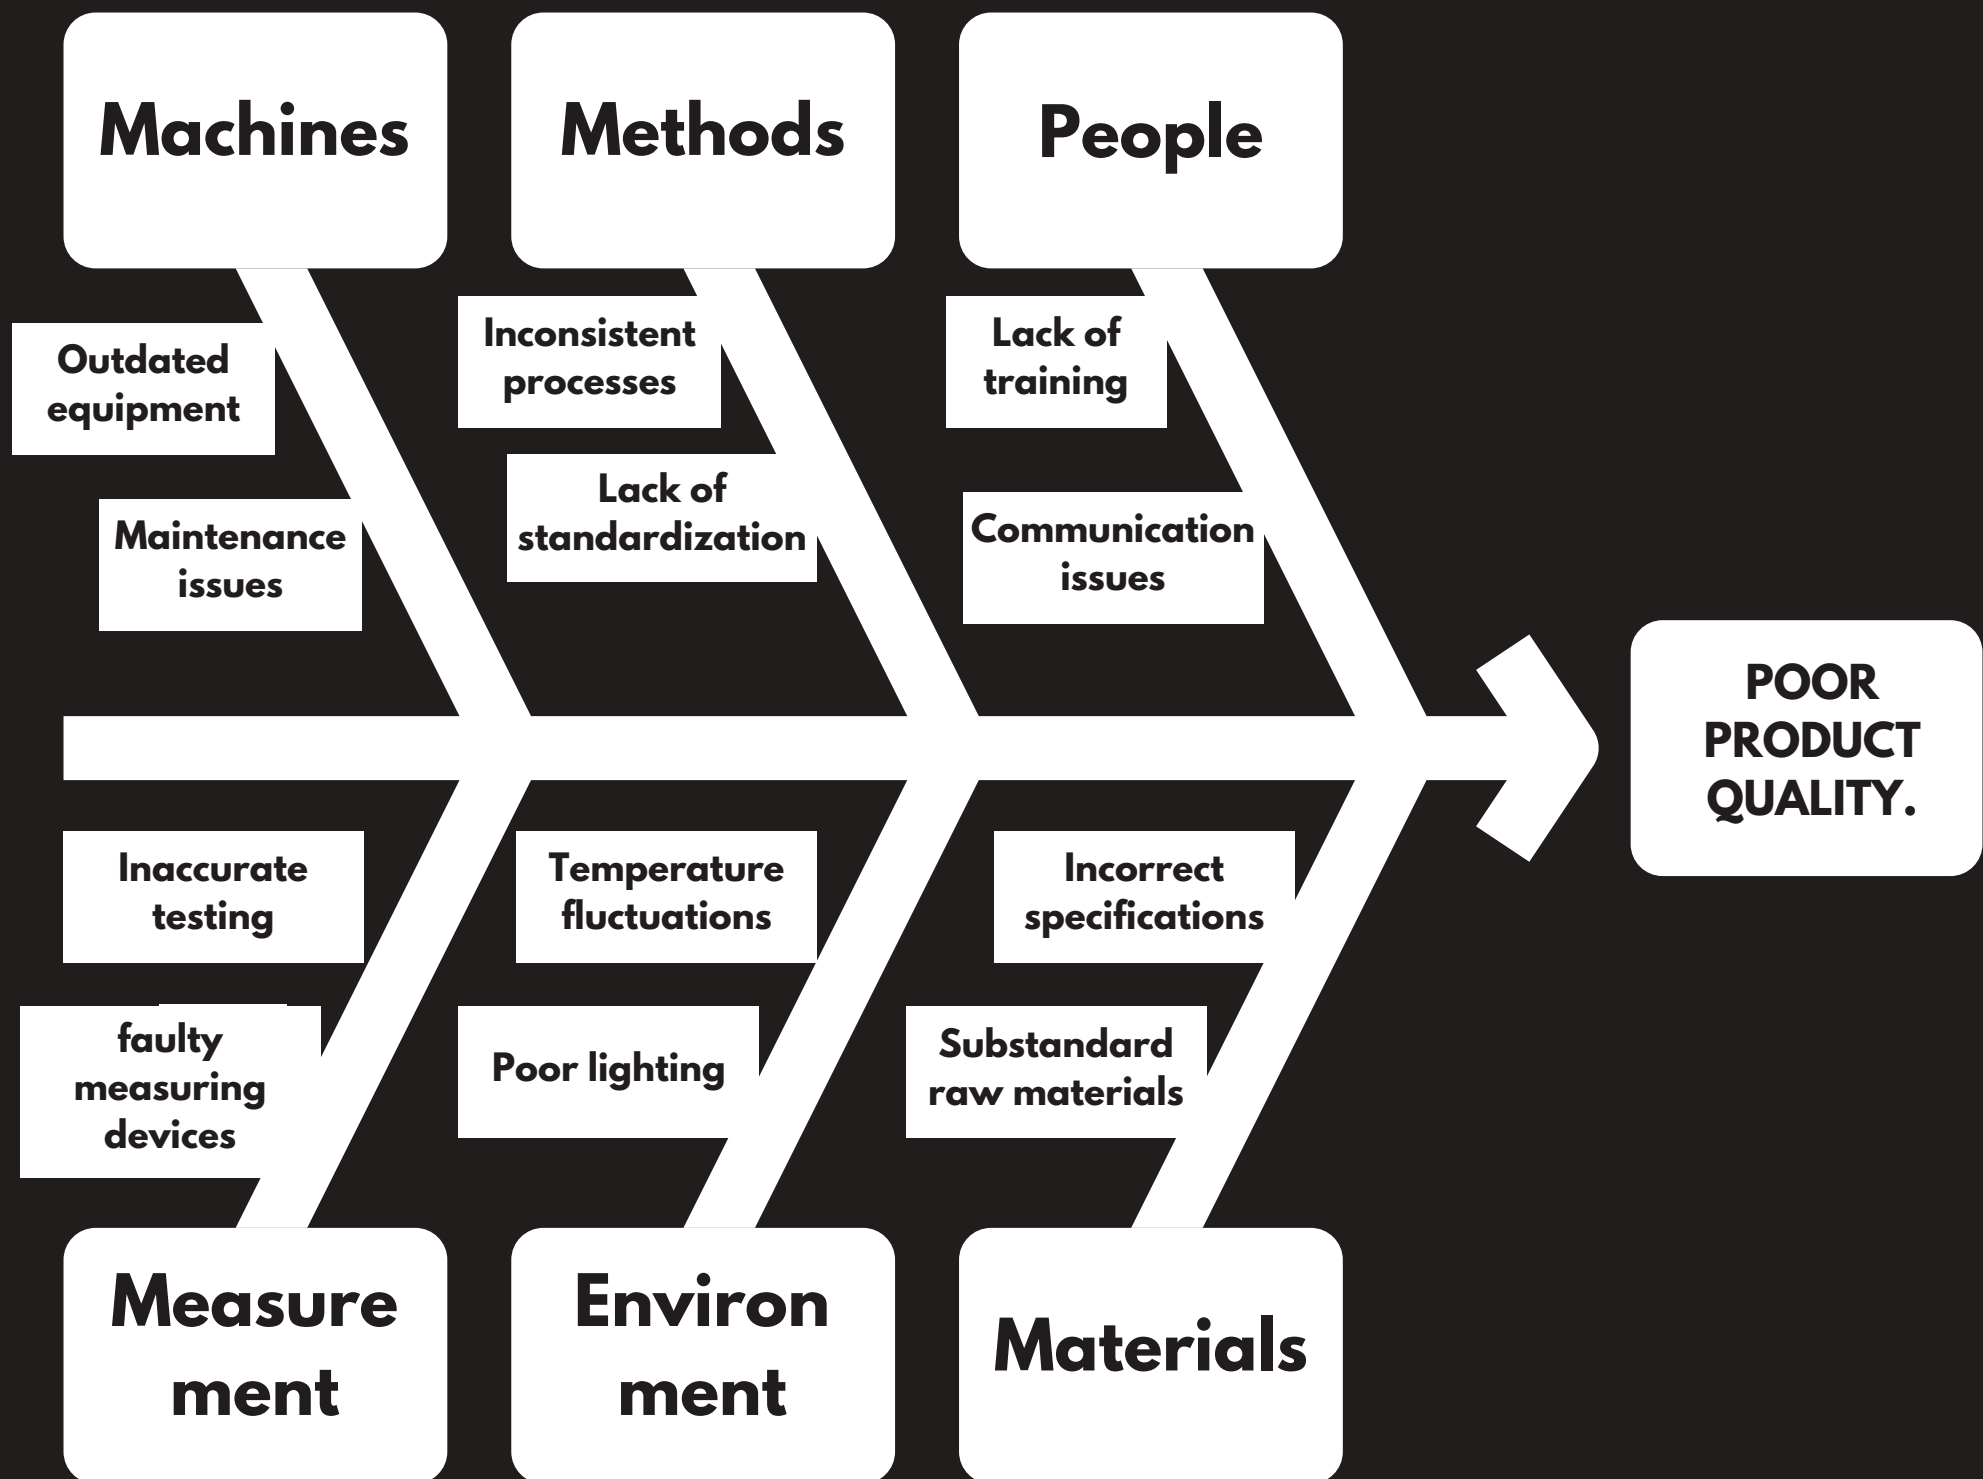 Machines
Methods
People
Outdated
equipment
Inconsistent
processes
Lack of
training
Maintenance
issues
Lack of
standardization
Communication
issues
POOR
PRODUCT
QUALITY.
Inaccurate
testing
Temperature
fluctuations
Incorrect
specifications
faulty
measuring
devices
Poor lighting
Substandard
raw materials
Measure
ment
Environ
ment
Materials